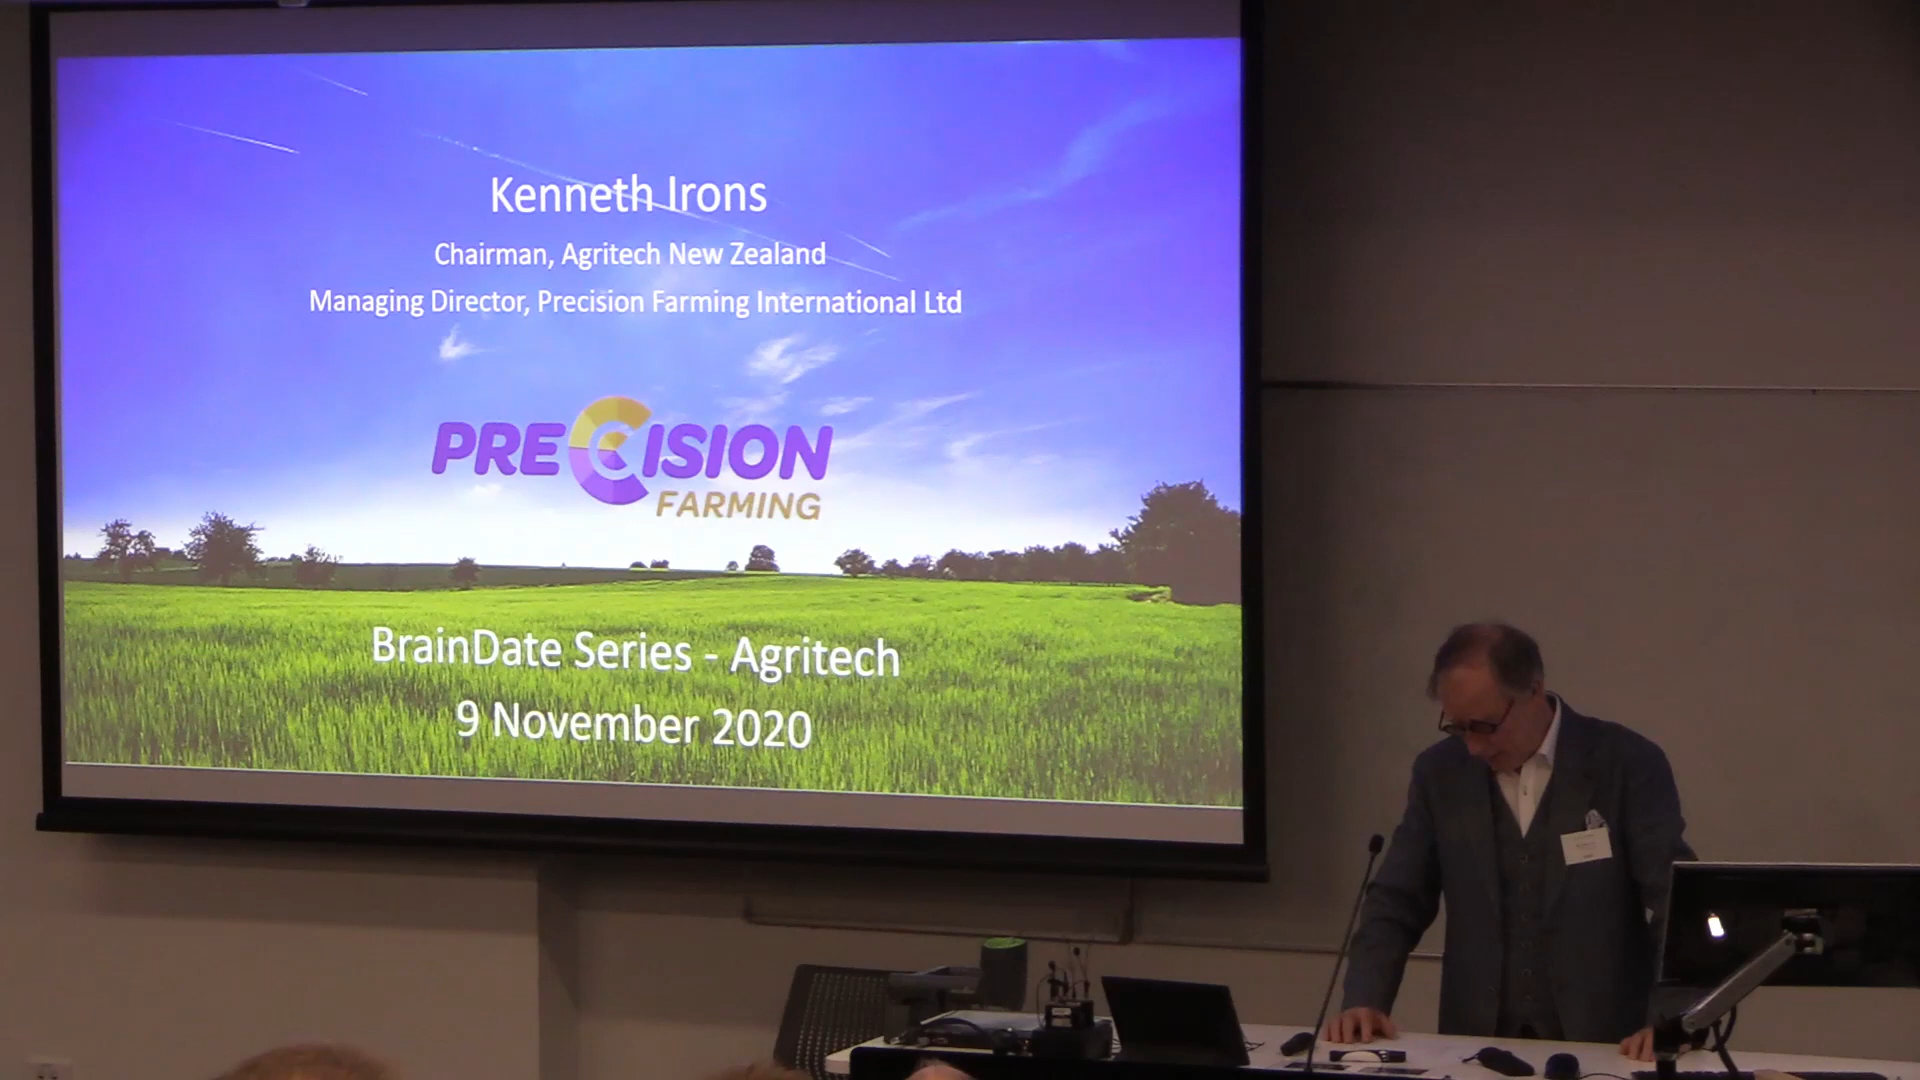 Kenneth Irons
Chairman, Agritech New Zealand
Managing Director, Precision Farming International Ltd
PRECISION
FARMING
BrainDate Series - Agritech
9 November 2020